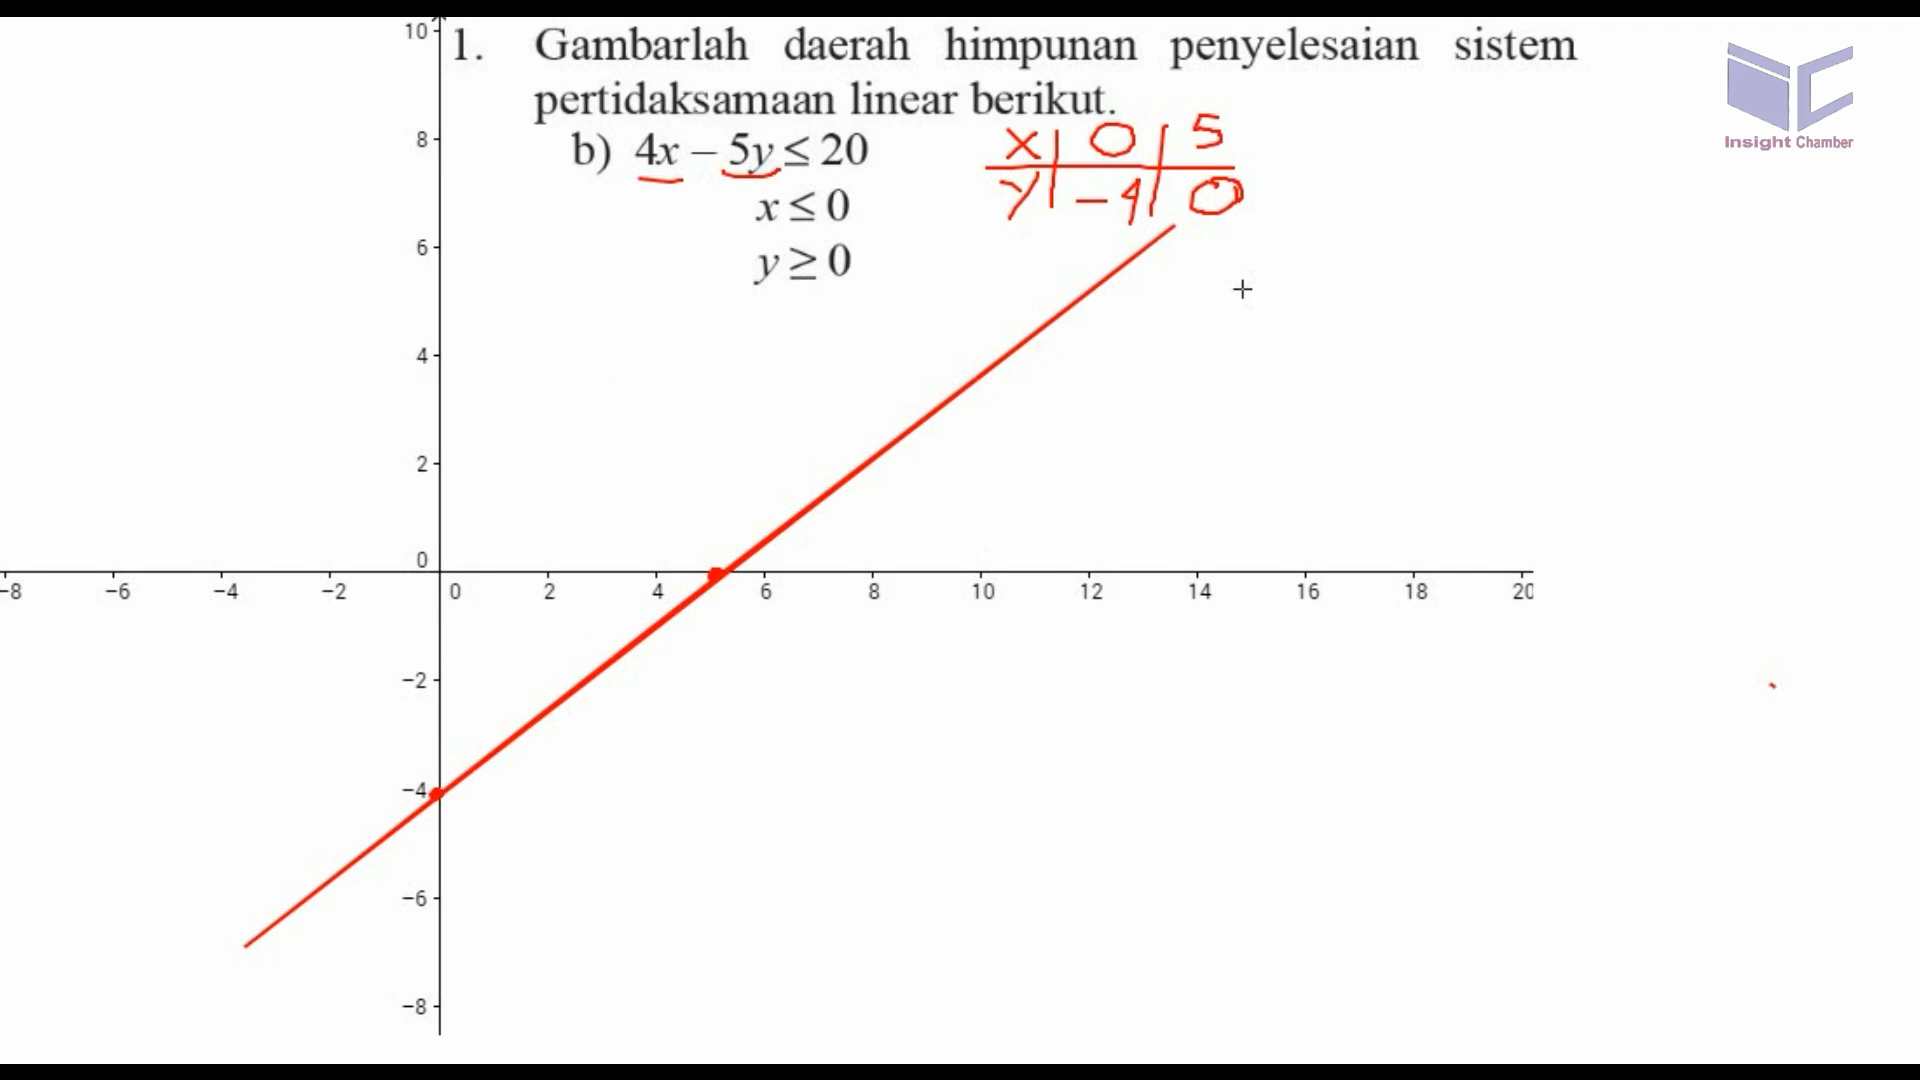 1. Gambarlah daerah himpunan penyelesaian sistem
pertidaksamaan linear berikut.
b) 4x – 5y ≤ 20
x ≤ 0
y ≥ 0
x | 0 | 5
y | -4 | 0
Insight Chamber
10
8
6
4
2
0
−8 −6 −4 −2 0 2 4 6 8 10 12 14 16 18 20
−2
−4
−6
−8